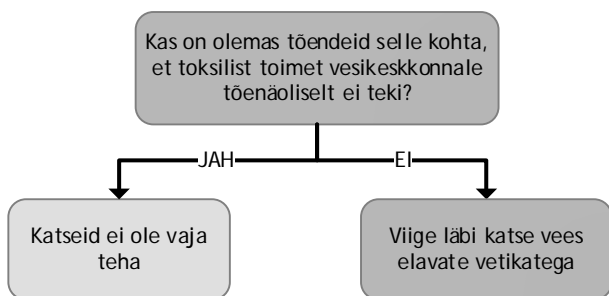 Kas on olemas tõendeid selle kohta,
et toksilist toimet vesikeskkonnale
tõenäoliselt ei teki?
JAH
EI
Katseid ei ole vaja
teha
Viige läbi katse vees
elavate vetikatega